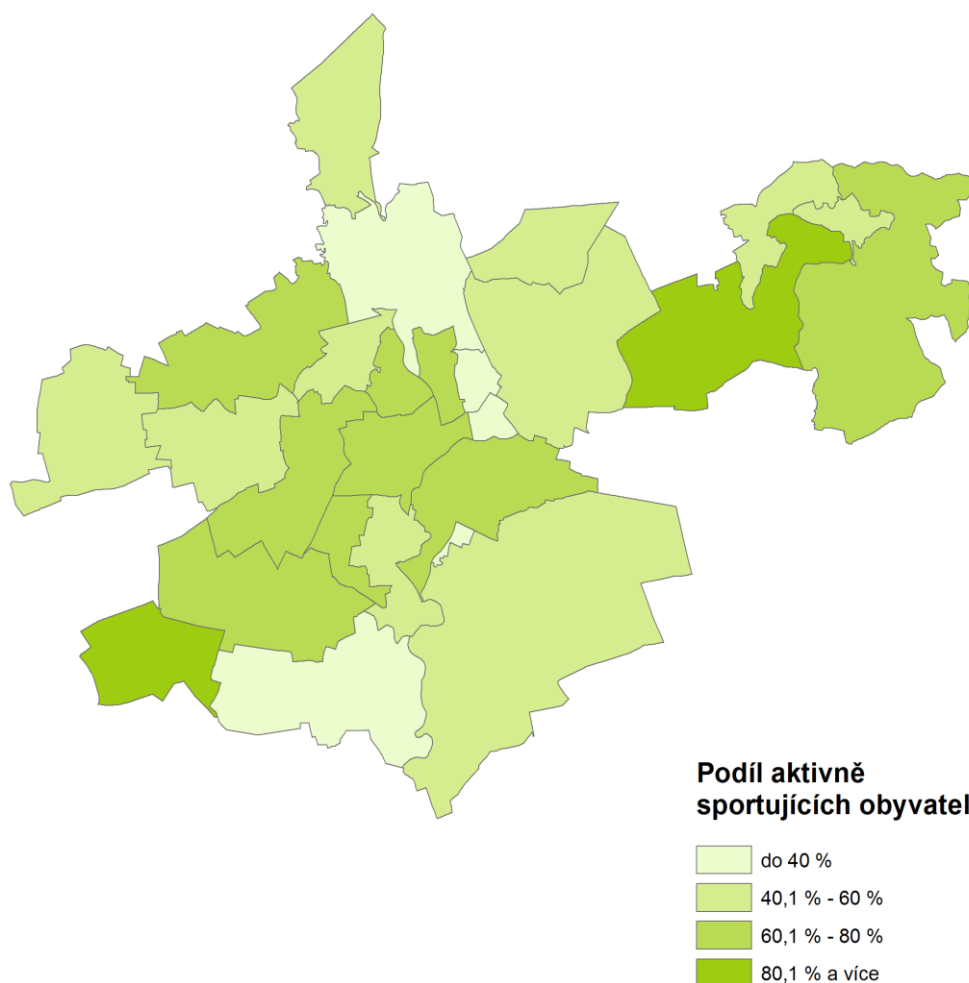 Podíl aktivně
sportujících obyvatel
do 40 %
40,1 % - 60 %
60,1 % - 80 %
80,1 % a více